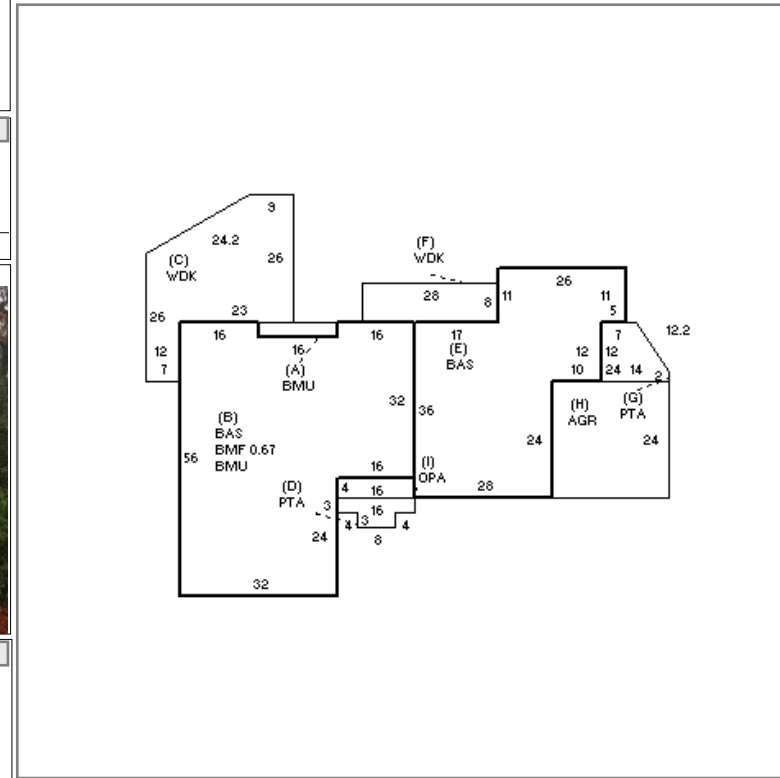 9
(F)
WDK
24.2
(C)
WDK
26
26
11
11
28
8
5
26
23
12.2
16
16
17
7
16
(E)
BAS
12
12
12
7
(A)
BMU
10
24
14
2
32
(B)
BAS
BMF 0.67
BMU
36
(H)
AGR
(G)
PTA
56
24
24
16
(I)
OPA
(D)
PTA
4
16
28
3
16
4
3
4
24
8
32